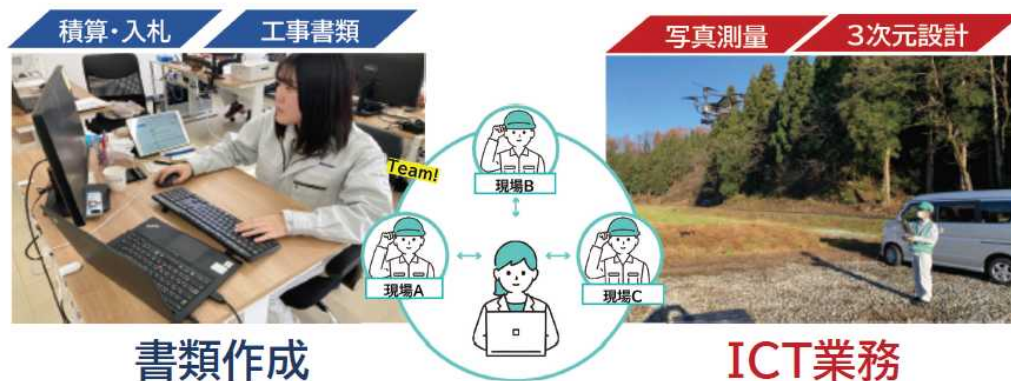 積算・入札
工事書類
写真測量
3次元設計
Team!
現場B
現場A
現場C
書類作成
ICT業務